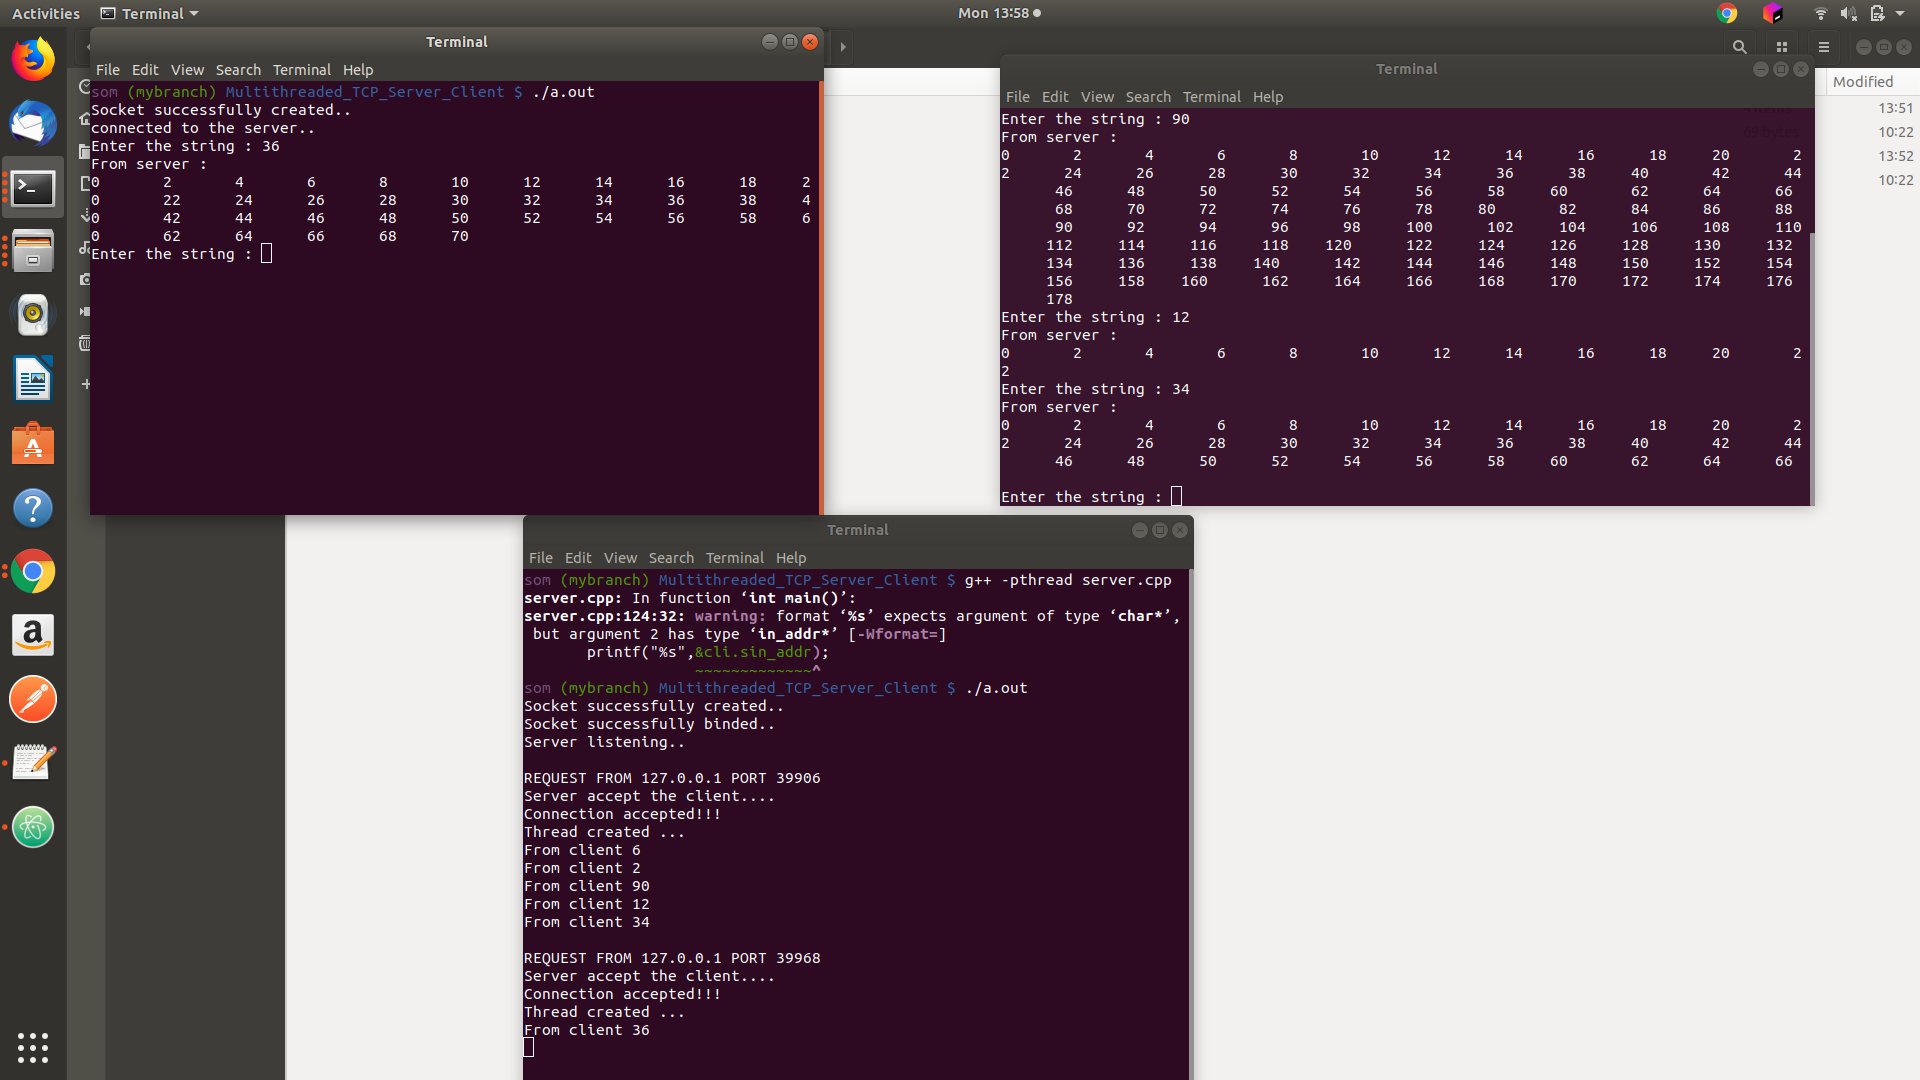 Activities Terminal Mon 13:58
Terminal
File Edit View Search Terminal Help
som (mybranch) Multithreaded_TCP_Server_Client $ ./a.out
Socket successfully created..
connected to the server..
Enter the string : 36
From server :
0 2 4 6 8 10 12 14 16 18 2
0 22 24 26 28 30 32 34 36 38 4
0 42 44 46 48 50 52 54 56 58 6
0 62 64 66 68 70
Enter the string :
Terminal
File Edit View Search Terminal Help
Enter the string : 90
From server :
0 2 4 6 8 10 12 14 16 18 20 2
2 24 26 28 30 32 34 36 38 40 42 44
46 48 50 52 54 56 58 60 62 64 66
68 70 72 74 76 78 80 82 84 86 88
90 92 94 96 98 100 102 104 106 108 110
112 114 116 118 120 122 124 126 128 130 132
134 136 138 140 142 144 146 148 150 152 154
156 158 160 162 164 166 168 170 172 174 176
178
Enter the string : 12
From server :
0 2 4 6 8 10 12 14 16 18 20 2
2
Enter the string : 34
From server :
0 2 4 6 8 10 12 14 16 18 20 2
2 24 26 28 30 32 34 36 38 40 42 44
46 48 50 52 54 56 58 60 62 64 66
Enter the string :
Modified
13:51
10:22
13:52
10:22
Terminal
File Edit View Search Terminal Help
som (mybranch) Multithreaded_TCP_Server_Client $ g++ -pthread server.cpp
server.cpp: In function ‘int main()’:
server.cpp:124:32: warning: format ‘%s’ expects argument of type ‘char*’,
but argument 2 has type ‘in_addr*’ [-Wformat=]
printf("%s",&cli.sin_addr);
~~~~~~~~~~~~~^
som (mybranch) Multithreaded_TCP_Server_Client $ ./a.out
Socket successfully created..
Socket successfully binded..
Server listening..
REQUEST FROM 127.0.0.1 PORT 39906
Server accept the client....
Connection accepted!!!
Thread created ...
From client 6
From client 2
From client 90
From client 12
From client 34
REQUEST FROM 127.0.0.1 PORT 39968
Server accept the client....
Connection accepted!!!
Thread created ...
From client 36